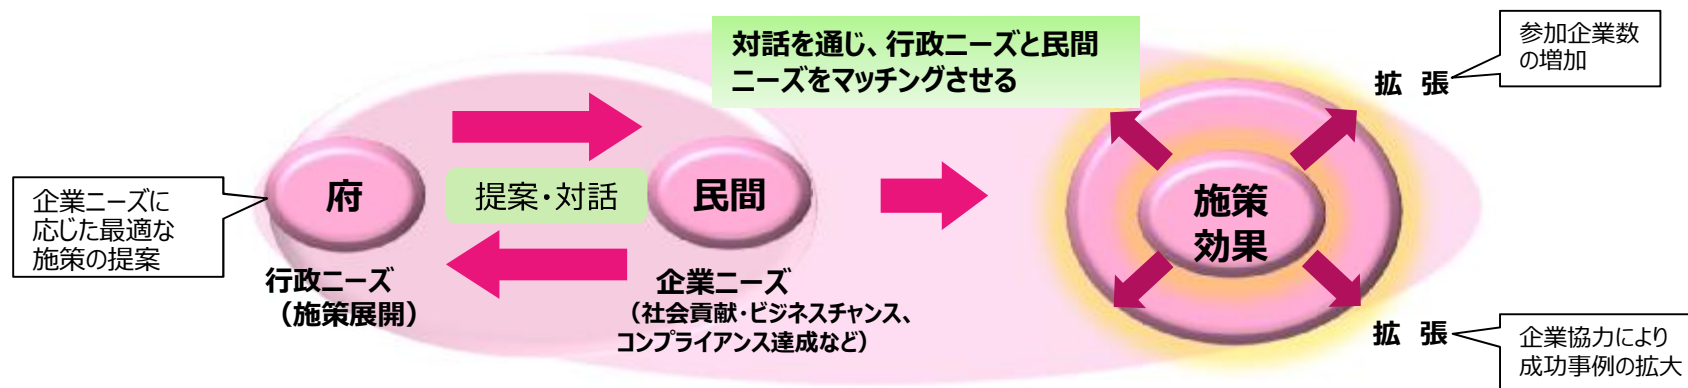 対話を通じ、行政ニーズと民間
ニーズをマッチングさせる
参加企業数
の増加
拡 張
企業ニーズに
応じた最適な
施策の提案
府
提案・対話
民間
施策
効果
行政ニーズ
（施策展開）
企業ニーズ
（社会貢献・ビジネスチャンス、
コンプライアンス達成など）
拡 張
企業協力により
成功事例の拡大